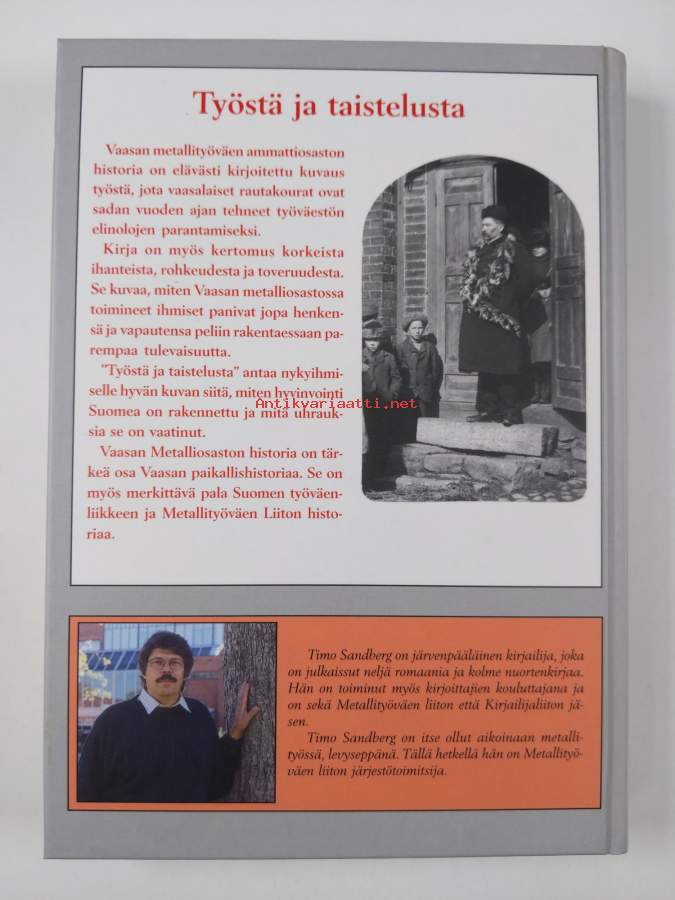 Työstä ja taistelusta
Vaasan metallityöväen ammattiosaston
historia on elävästi kirjoitettu kuvaus
työstä, jota vaasalaiset rautakourat ovat
sadan vuoden ajan tehneet työväestön
elinolojen parantamiseksi.
Kirja on myös kertomus korkeista
ihanteista, rohkeudesta ja toveruudesta.
Se kuvaa, miten Vaasan metalliosastossa
toimineet ihmiset panivat jopa henken-
sä ja vapautensa peliin rakentaessaan pa-
rempaa tulevaisuutta.
"Työstä ja taistelusta" antaa nykyihmi-
selle hyvän kuvan siitä, miten hyvinvointi
Suomea on rakennettu ja mitä uhrauk-
sia se on vaatinut.
Vaasan Metalliosaston historia on tär-
keä osa Vaasan paikallishistoriaa. Se on
myös merkittävä pala Suomen työväen-
liikkeen ja Metallityöväen Liiton histo-
riaa.
Antikvariaatti.net
Timo Sandberg on järvenpääläinen kirjailija, joka
on julkaissut neljä romaania ja kolme nuortenkirjaa.
Hän on toiminut myös kirjoittajien kouluttajana ja
on sekä Metallityöväen liiton että Kirjailijaliiton jä-
sen.
Timo Sandberg on itse ollut aikoinaan metalli-
työssä, levyseppänä. Tällä hetkellä hän on Metallityö-
väen liiton järjestötoimitsija.